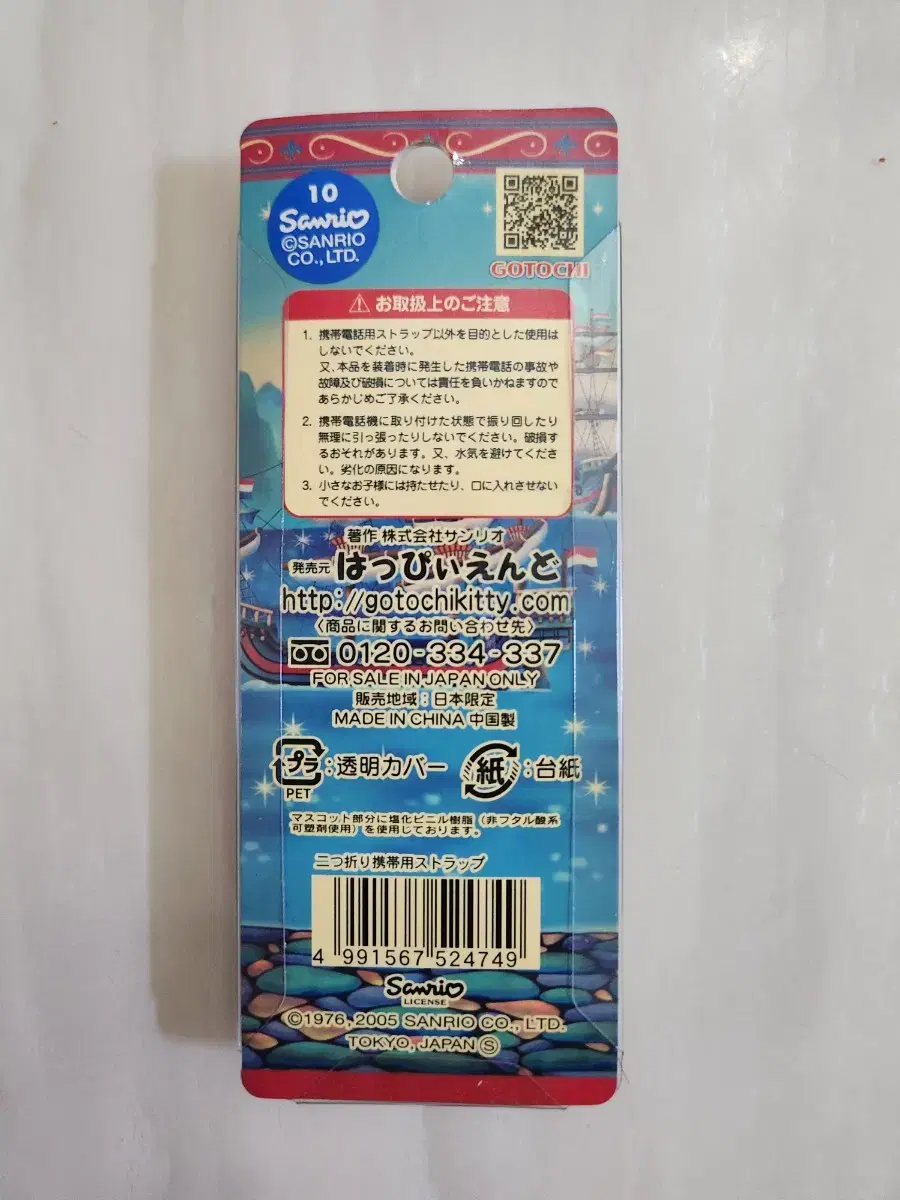 10
Sanrio
©SANRIO
CO., LTD.
GOTOCHI
⚠ お取扱上のご注意
1. 携帯電話用ストラップ以外を目的とした使用は
しないでください。
又、本品を装着時に発生した携帯電話の事故や
故障及び破損については責任を負いかねますので
あらかじめご了承ください。
2. 携帯電話機に取り付けた状態で振り回したり
無理に引っ張ったりしないでください。破損す
るおそれがあります。又、水気を避けてくださ
い。劣化の原因になります。
3. 小さなお子様には持たせたり、口に入れさせない
でください。
著作 株式会社サンリオ
発売元 はっぴぃえんど
http://gotochikitty.com
〈商品に関するお問い合わせ先〉
0120-334-337
FOR SALE IN JAPAN ONLY
販売地域：日本限定
MADE IN CHINA 中国製
プラ：透明カバー 紙：台紙
PET
マスコット部分に塩化ビニル樹脂（非フタル酸系
可塑剤使用）を使用しております。
二つ折り携帯用ストラップ
4 991567 524749
Sanrio
LICENSE
©1976, 2005 SANRIO CO., LTD.
TOKYO, JAPAN Ⓢ